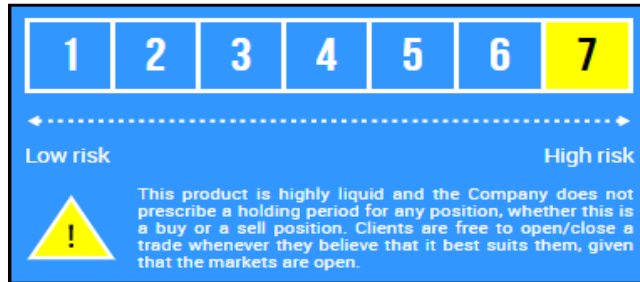 1 2 3 4 5 6 7
Low risk High risk
!
This product is highly liquid and the Company does not
prescribe a holding period for any position, whether this is
a buy or a sell position. Clients are free to open/close a
trade whenever they believe that it best suits them, given
that the markets are open.